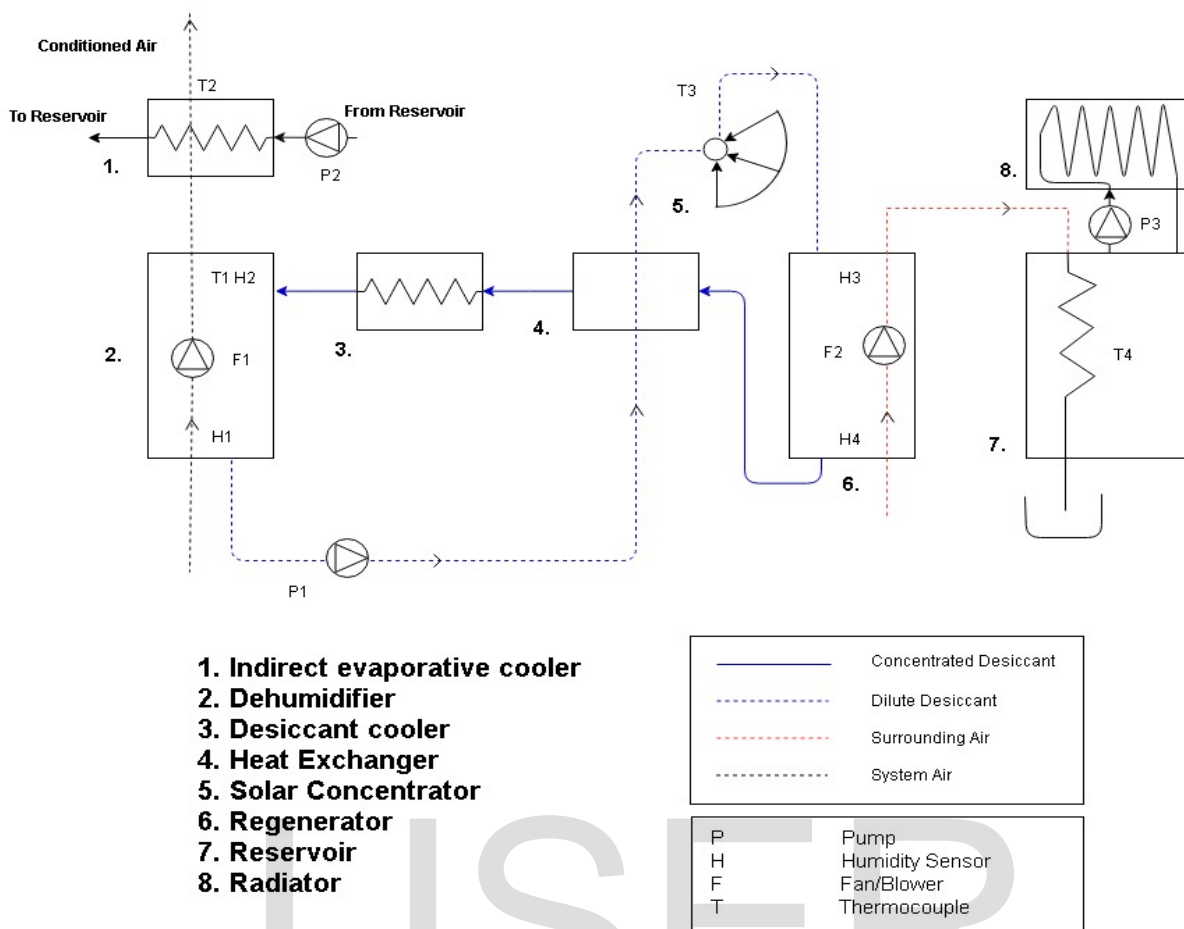 Conditioned Air
T2
To Reservoir
From Reservoir
1.
P2
T3
5.
8.
P3
T1 H2
F1
2.
H1
3.
4.
H3
F2
H4
6.
T4
7.
P1
1. Indirect evaporative cooler
2. Dehumidifier
3. Desiccant cooler
4. Heat Exchanger
5. Solar Concentrator
6. Regenerator
7. Reservoir
8. Radiator
Concentrated Desiccant
Dilute Desiccant
Surrounding Air
System Air
P Pump
H Humidity Sensor
F Fan/Blower
T Thermocouple